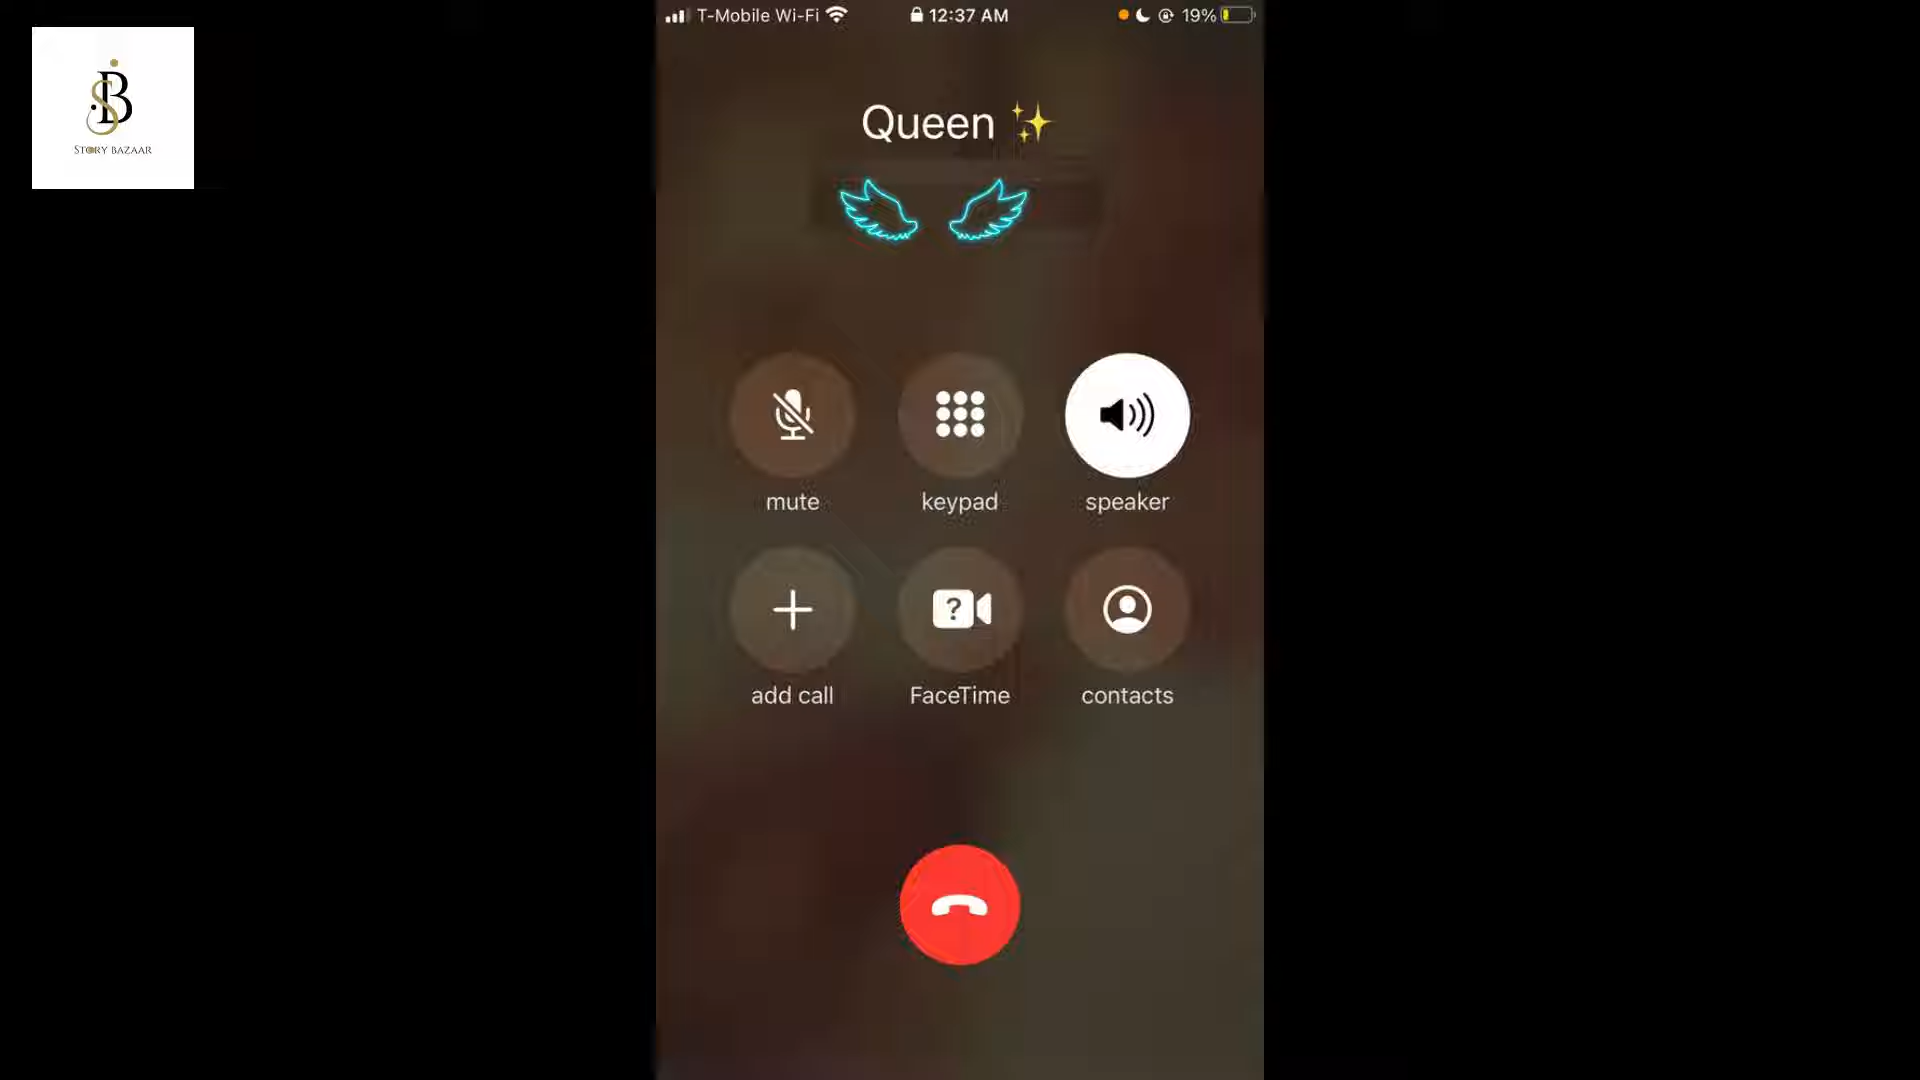 T-Mobile Wi-Fi 12:37 AM 19%
STORY BAZAAR
Queen ✨
mute keypad speaker
add call FaceTime contacts